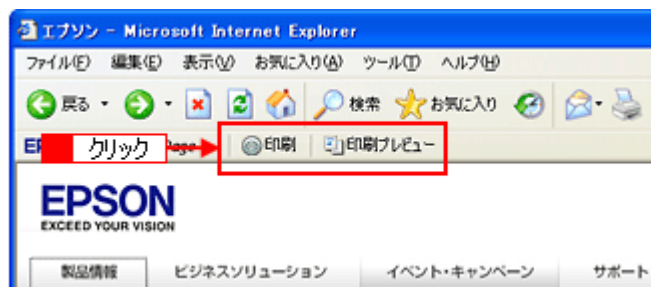 エプソン - Microsoft Internet Explorer
ファイル(F) 編集(E) 表示(V) お気に入り(A) ツール(T) ヘルプ(H)
戻る 検索 お気に入り
クリック Page 印刷 印刷プレビュー
EPSON
EXCEED YOUR VISION
製品情報 ビジネスソリューション イベント・キャンペーン サポート